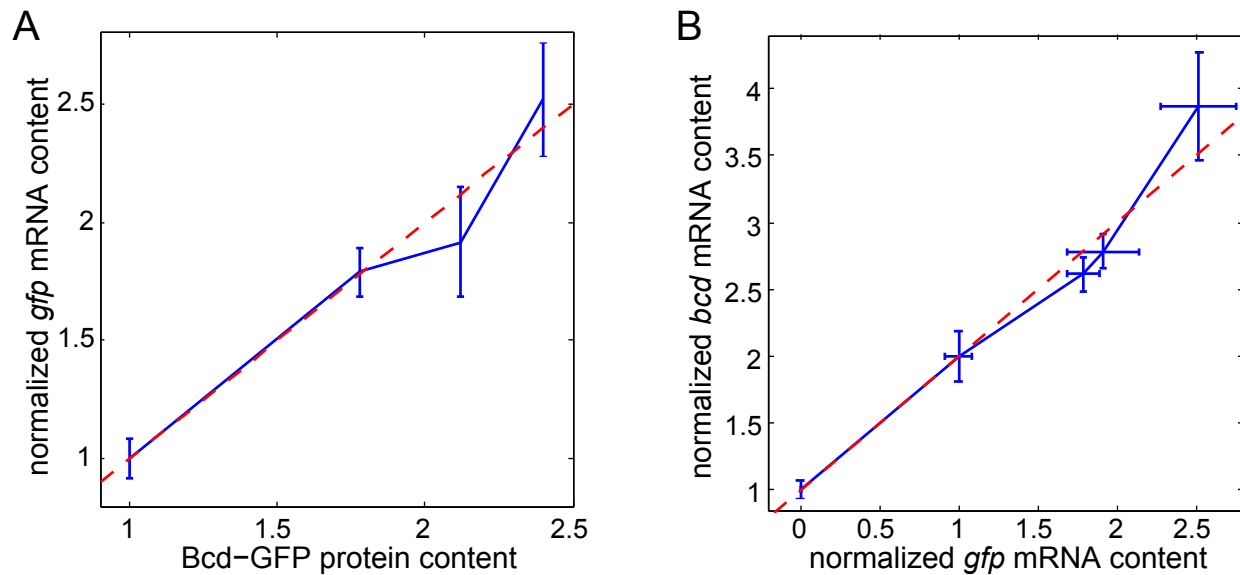 A
normalized gfp mRNA content
2.5
2
1.5
1
1 1.5 2 2.5
Bcd−GFP protein content
B
normalized bcd mRNA content
4
3.5
3
2.5
2
1.5
1
0 0.5 1 1.5 2 2.5
normalized gfp mRNA content